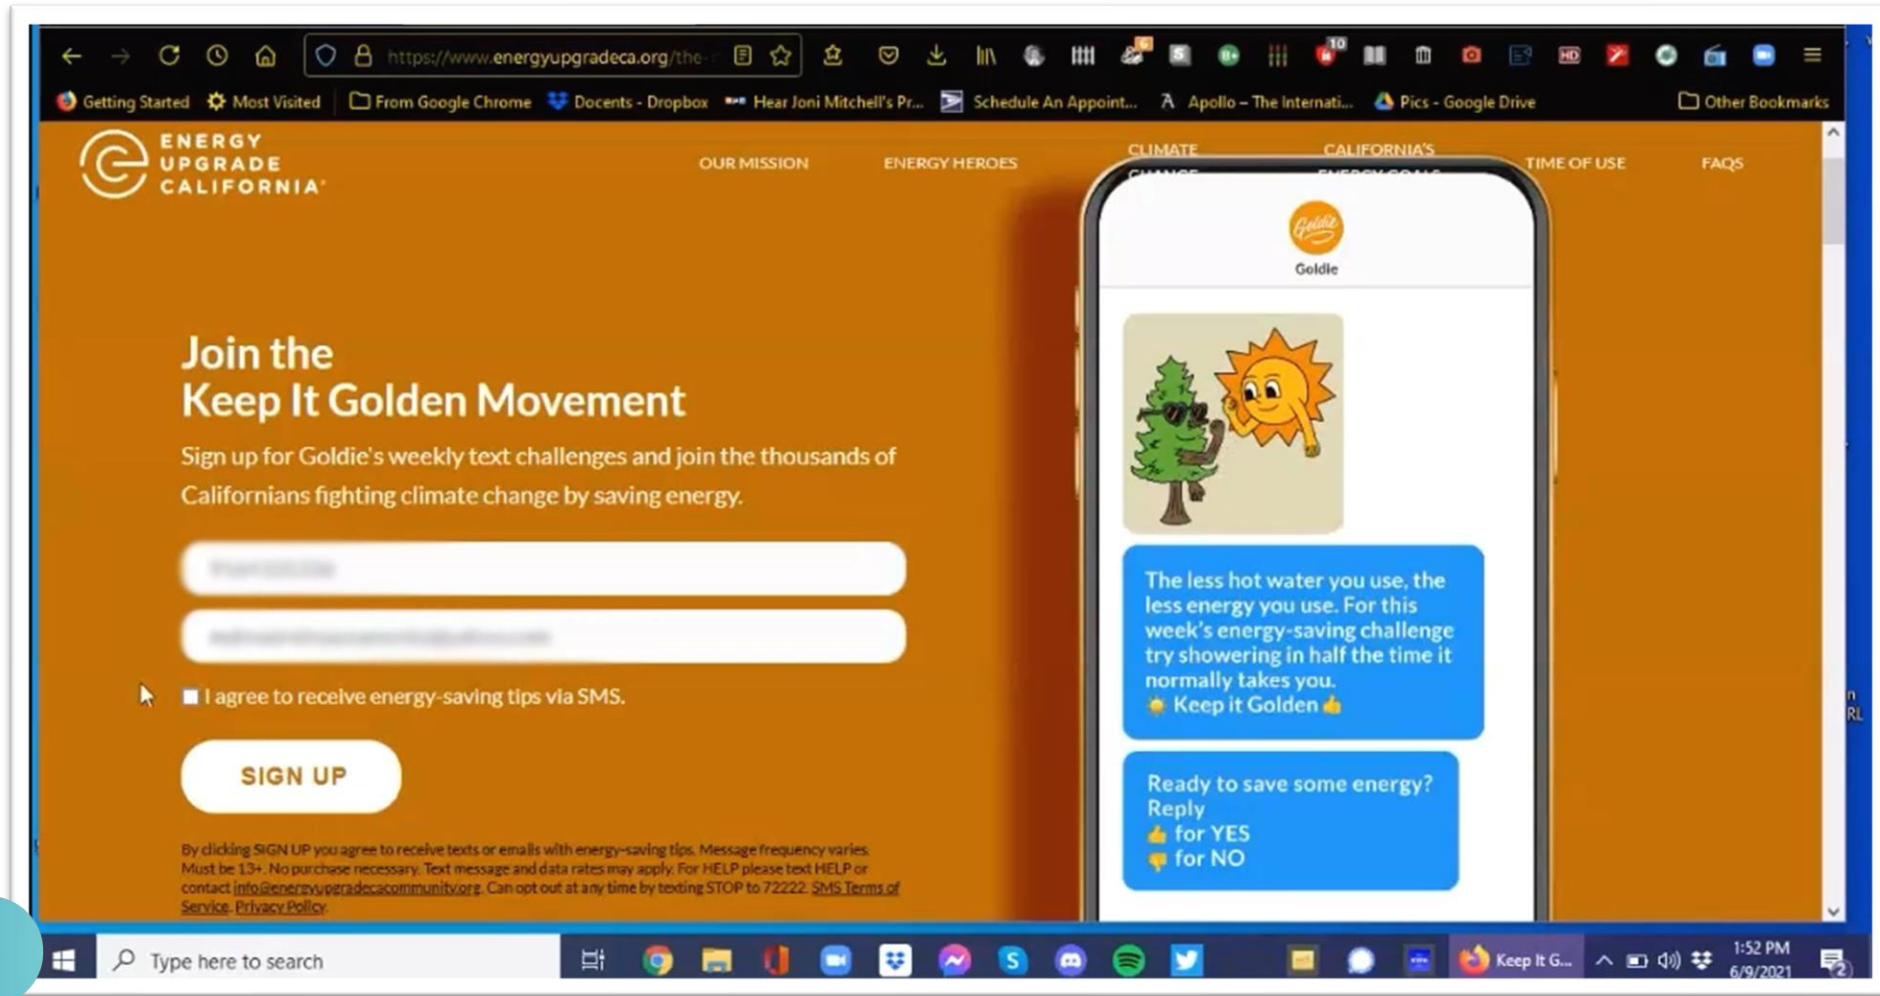 https://www.energyupgradeca.org/the-
6
S
10
HD
Getting Started
Most Visited
From Google Chrome
Docents - Dropbox
Hear Joni Mitchell's Pr...
Schedule An Appoint...
Apollo – The Internati...
Pics - Google Drive
Other Bookmarks
ENERGY
UPGRADE
CALIFORNIA®
OUR MISSION
ENERGY HEROES
CLIMATE
CHANGE
CALIFORNIA'S
ENERGY GOALS
TIME OF USE
FAQS
Goldie
Goldie
Join the
Keep It Golden Movement
Sign up for Goldie's weekly text challenges and join the thousands of
Californians fighting climate change by saving energy.
I agree to receive energy-saving tips via SMS.
SIGN UP
By clicking SIGN UP you agree to receive texts or emails with energy-saving tips. Message frequency varies.
Must be 13+. No purchase necessary. Text message and data rates may apply. For HELP please text HELP or
contact info@energyupgradecacommunity.org. Can opt out at any time by texting STOP to 72222. SMS Terms of
Service. Privacy Policy.
The less hot water you use, the
less energy you use. For this
week's energy-saving challenge
try showering in half the time it
normally takes you.
☀️ Keep it Golden 👍
Ready to save some energy?
Reply
👍 for YES
👎 for NO
n
RL
Type here to search
S
Keep It G...
1:52 PM
6/9/2021
2